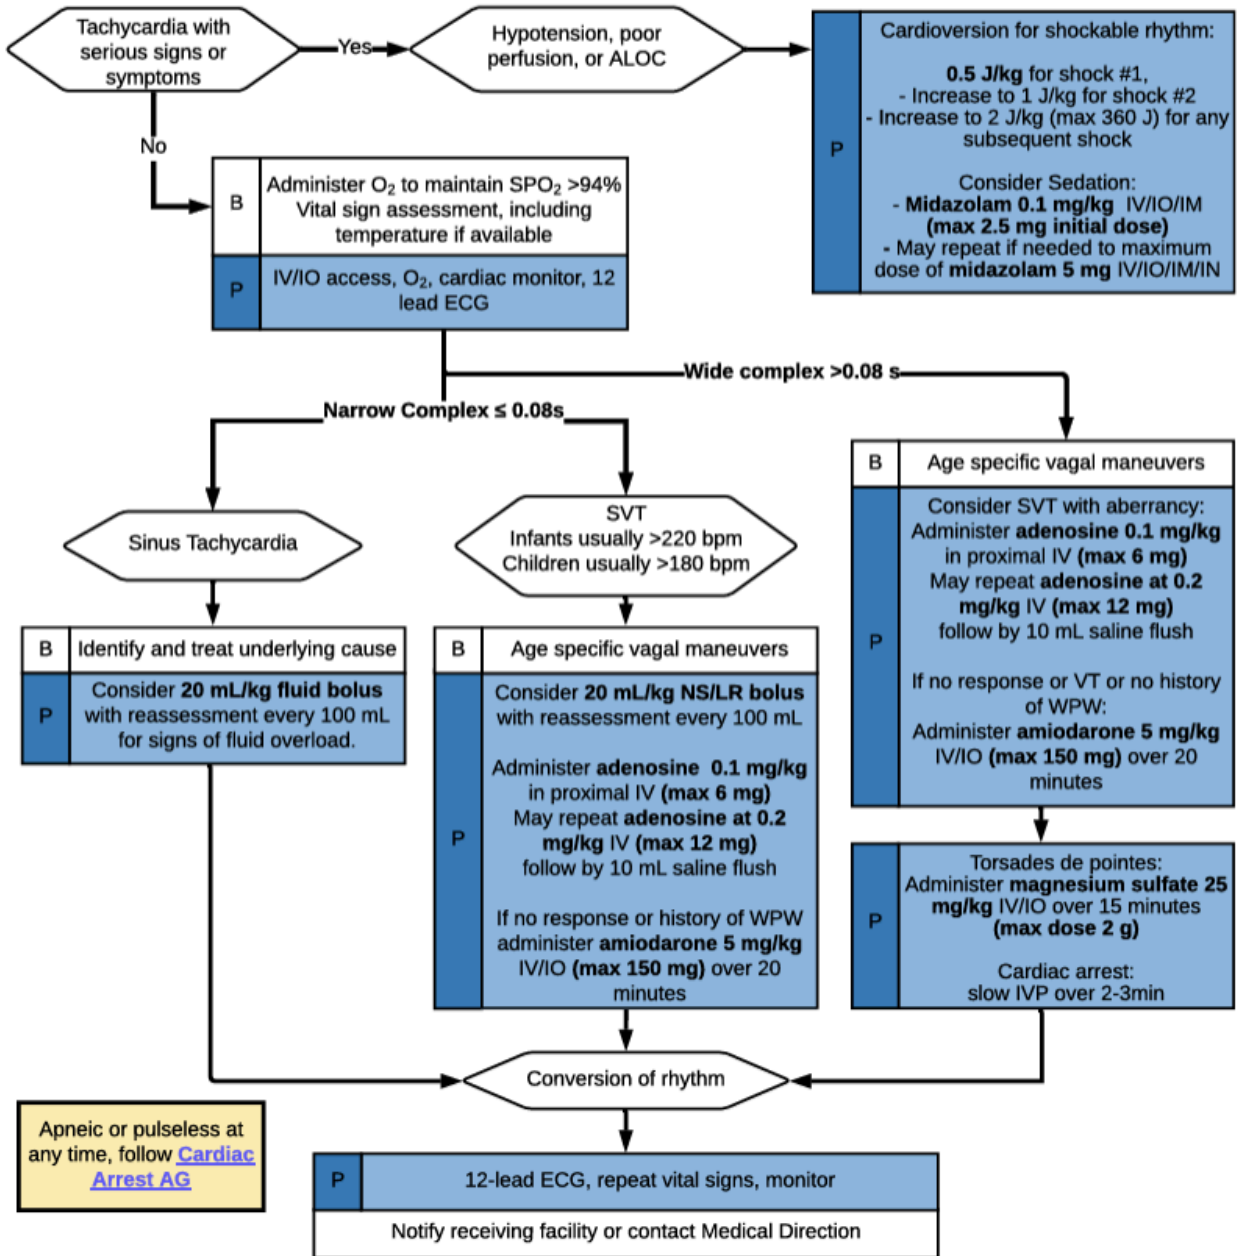 Tachycardia with
serious signs or
symptoms
Yes
Hypotension, poor
perfusion, or ALOC
P
Cardioversion for shockable rhythm:
0.5 J/kg for shock #1,
- Increase to 1 J/kg for shock #2
- Increase to 2 J/kg (max 360 J) for any
subsequent shock
Consider Sedation:
- Midazolam 0.1 mg/kg IV/IO/IM
(max 2.5 mg initial dose)
- May repeat if needed to maximum
dose of midazolam 5 mg IV/IO/IM/IN
No
B
Administer O₂ to maintain SPO₂ >94%
Vital sign assessment, including
temperature if available
P
IV/IO access, O₂, cardiac monitor, 12
lead ECG
Wide complex >0.08 s
Narrow Complex ≤ 0.08s
Sinus Tachycardia
B
Identify and treat underlying cause
P
Consider 20 mL/kg fluid bolus
with reassessment every 100 mL
for signs of fluid overload.
SVT
Infants usually >220 bpm
Children usually >180 bpm
B
Age specific vagal maneuvers
P
Consider 20 mL/kg NS/LR bolus
with reassessment every 100 mL
Administer adenosine 0.1 mg/kg
in proximal IV (max 6 mg)
May repeat adenosine at 0.2
mg/kg IV (max 12 mg)
follow by 10 mL saline flush
If no response or history of WPW
administer amiodarone 5 mg/kg
IV/IO (max 150 mg) over 20
minutes
B
Age specific vagal maneuvers
P
Consider SVT with aberrancy:
Administer adenosine 0.1 mg/kg
in proximal IV (max 6 mg)
May repeat adenosine at 0.2
mg/kg IV (max 12 mg)
follow by 10 mL saline flush
If no response or VT or no history
of WPW:
Administer amiodarone 5 mg/kg
IV/IO (max 150 mg) over 20
minutes
P
Torsades de pointes:
Administer magnesium sulfate 25
mg/kg IV/IO over 15 minutes
(max dose 2 g)
Cardiac arrest:
slow IVP over 2-3min
Conversion of rhythm
Apneic or pulseless at
any time, follow Cardiac
Arrest AG
P
12-lead ECG, repeat vital signs, monitor
Notify receiving facility or contact Medical Direction